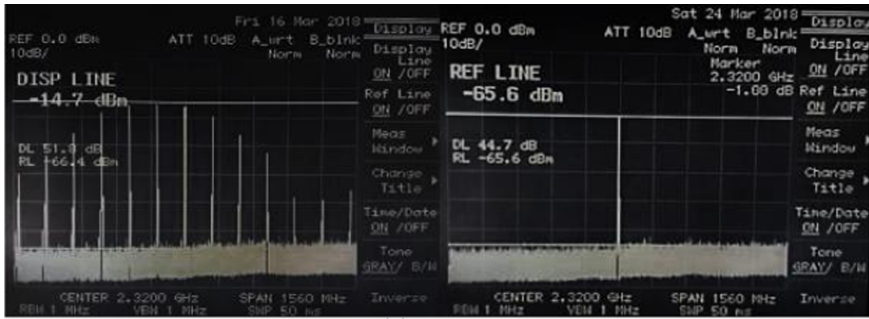 Fri 16 Mar 2018
REF 0.0 dBm
10dB/
ATT 10dB
A_wrt B_blnk
Norm Norm
DISP LINE
-14.7 dBm
DL 51.8 dB
RL -66.4 dBm
CENTER 2.3200 GHz
SPAN 1560 MHz
RBW 1 MHz
VBW 1 MHz
SWP 50 ms
Display
Display
Line
ON /OFF
Ref Line
ON /OFF
Meas
Window
Change
Title
Time/Date
ON /OFF
Tone
GRAY/ B/W
Inverse
Sat 24 Mar 2018
REF 0.0 dBm
10dB/
ATT 10dB
A_wrt B_blnk
Norm Norm
Marker
2.3200 GHz
-1.00 dB
REF LINE
-65.6 dBm
DL 44.7 dB
RL -65.6 dBm
CENTER 2.3200 GHz
SPAN 1560 MHz
RBW 1 MHz
VBW 1 MHz
SWP 50 ms
Display
Display
Line
ON /OFF
Ref Line
ON /OFF
Meas
Window
Change
Title
Time/Date
ON /OFF
Tone
GRAY/ B/W
Inverse